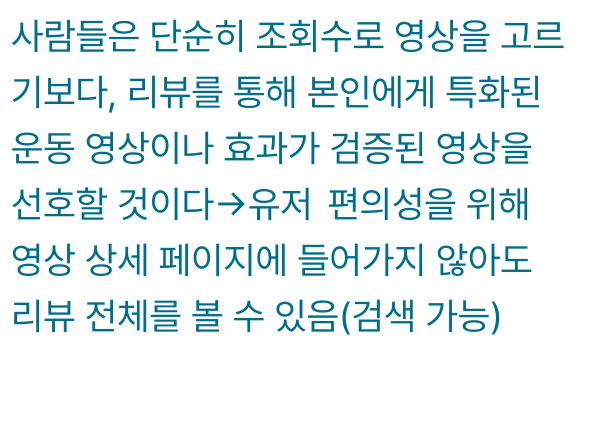 사람들은 단순히 조회수로 영상을 고르
기보다, 리뷰를 통해 본인에게 특화된
운동 영상이나 효과가 검증된 영상을
선호할 것이다→유저  편의성을 위해
영상 상세 페이지에 들어가지 않아도
리뷰 전체를 볼 수 있음(검색 가능)